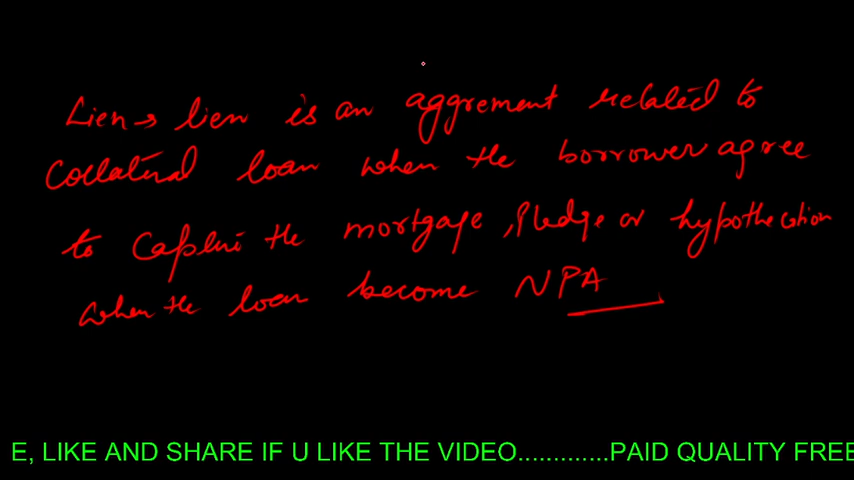 Lien → lien is an aggrement related to
Collateral loan when the borrower agree
to Capture the mortgage, Pledge or hypothecation
when the loan become NPA
E, LIKE AND SHARE IF U LIKE THE VIDEO.............PAID QUALITY FREE